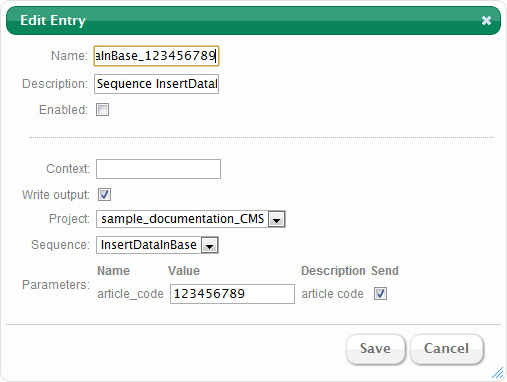 Edit Entry
Name: aInBase_123456789
Description: Sequence InsertDataI
Enabled:
Context:
Write output:
Project: sample_documentation_CMS
Sequence: InsertDataInBase
Name Value Description Send
Parameters: article_code 123456789 article code
Save Cancel